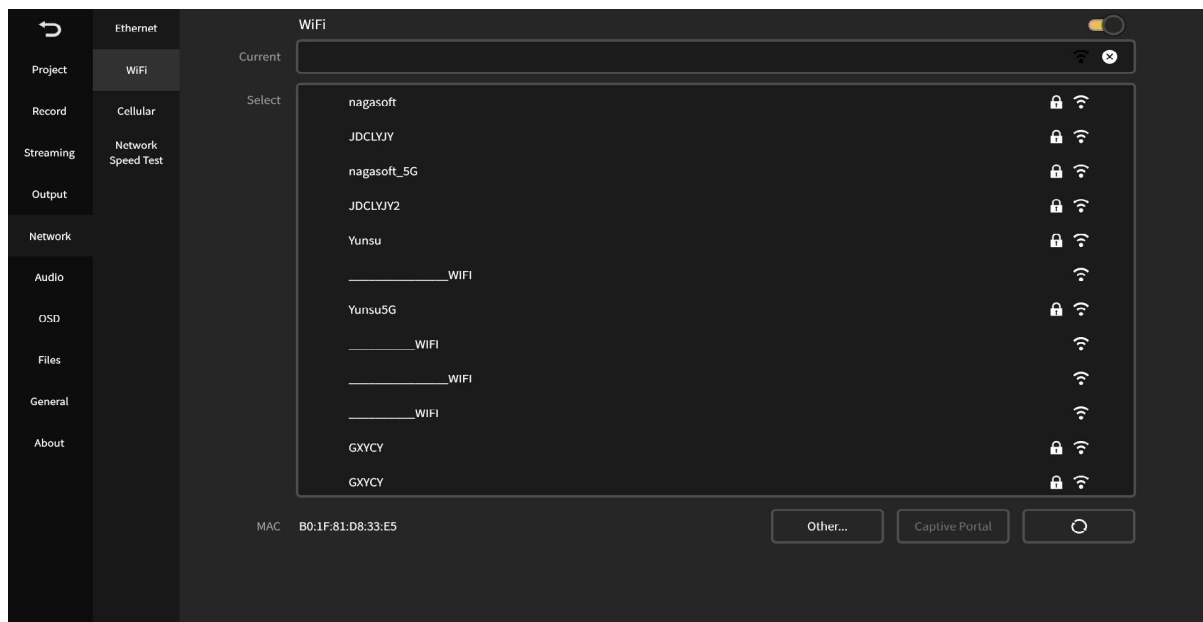 Project
Record
Streaming
Output
Network
Audio
OSD
Files
General
About
Ethernet
WiFi
Cellular
Network
Speed Test
WiFi
Current
Select
nagasoft
JDCLYJY
nagasoft_5G
JDCLYJY2
Yunsu
_______________WIFI
Yunsu5G
__________WIFI
_______________WIFI
__________WIFI
GXYCY
GXYCY
MAC B0:1F:81:D8:33:E5
Other... Captive Portal